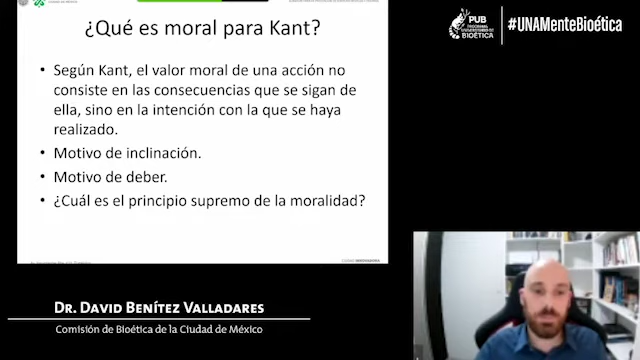 ¿Qué es moral para Kant?
• Según Kant, el valor moral de una acción no
consiste en las consecuencias que se sigan de
ella, sino en la intención con la que se haya
realizado.
• Motivo de inclinación.
• Motivo de deber.
• ¿Cuál es el principio supremo de la moralidad?
PUB
PROGRAMA
UNIVERSITARIO DE
BIOÉTICA
#UNAMenteBioética
DR. DAVID BENÍTEZ VALLADARES
Comisión de Bioética de la Ciudad de México